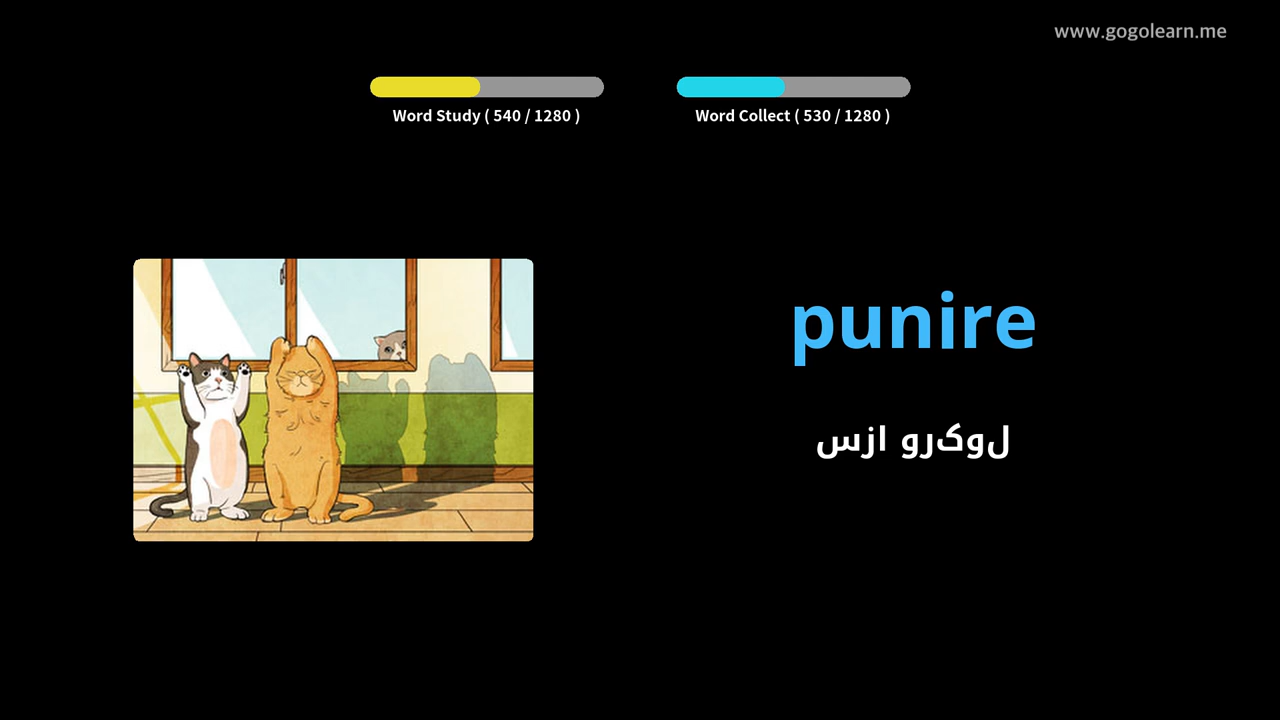 www.gogolearn.me
Word Study ( 540 / 1280 )
Word Collect ( 530 / 1280 )
punire
لوکرو ازس